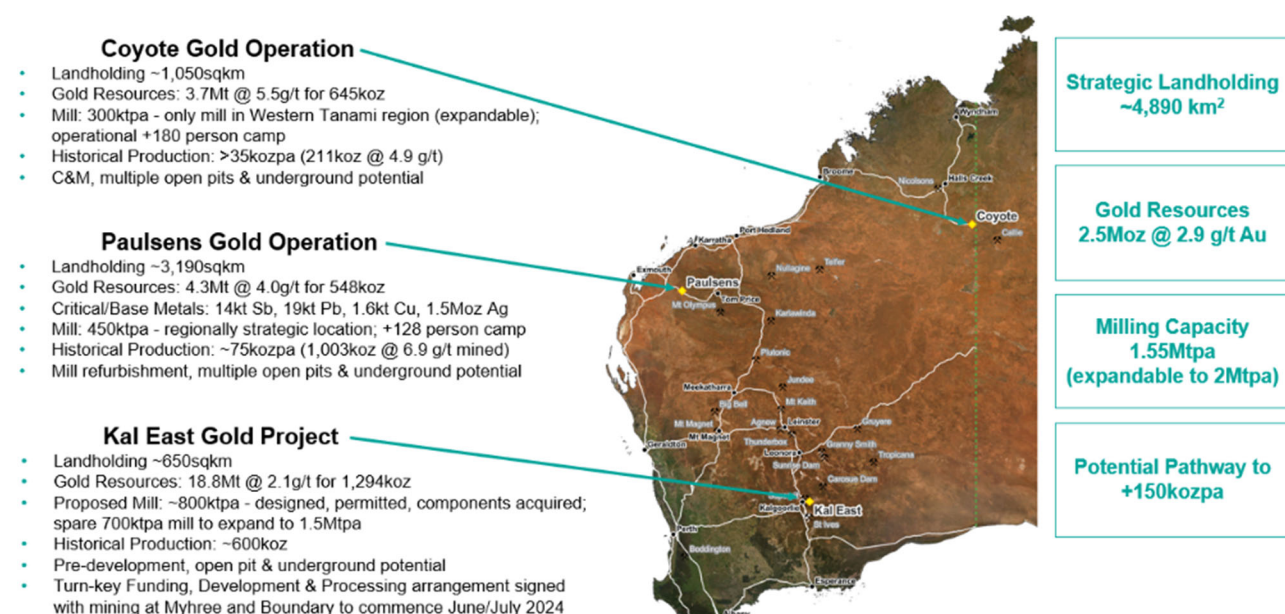 Coyote Gold Operation
• Landholding ~1,050sqkm
• Gold Resources: 3.7Mt @ 5.5g/t for 645koz
• Mill: 300ktpa - only mill in Western Tanami region (expandable);
operational +180 person camp
• Historical Production: >35kozpa (211koz @ 4.9 g/t)
• C&M, multiple open pits & underground potential
Paulsens Gold Operation
• Landholding ~3,190sqkm
• Gold Resources: 4.3Mt @ 4.0g/t for 548koz
• Critical/Base Metals: 14kt Sb, 19kt Pb, 1.6kt Cu, 1.5Moz Ag
• Mill: 450ktpa - regionally strategic location; +128 person camp
• Historical Production: ~75kozpa (1,003koz @ 6.9 g/t mined)
• Mill refurbishment, multiple open pits & underground potential
Kal East Gold Project
• Landholding ~650sqkm
• Gold Resources: 18.8Mt @ 2.1g/t for 1,294koz
• Proposed Mill: ~800ktpa - designed, permitted, components acquired;
spare 700ktpa mill to expand to 1.5Mtpa
• Historical Production: ~600koz
• Pre-development, open pit & underground potential
• Turn-key Funding, Development & Processing arrangement signed
with mining at Myhree and Boundary to commence June/July 2024
Wyndham
Broome
Nicolsons
Halls Creek
Coyote
Callie
Port Hedland
Karratha
Exmouth
Nullagine
Telfer
Paulsens
Tom Price
Mt Olympus
Karlawinda
Plutonic
Jundee
Meekatharra
Big Bell
Mt Keith
Mt Magnet
Agnew
Leinster
Gruyere
Mt Magnet
Thunderbox
Geraldton
Leonora
Granny Smith
Sunrise Dam
Tropicana
Carosue Dam
Kalgoorlie
Kal East
St Ives
Perth
Boddington
Esperance
Albany
Strategic Landholding
~4,890 km²
Gold Resources
2.5Moz @ 2.9 g/t Au
Milling Capacity
1.55Mtpa
(expandable to 2Mtpa)
Potential Pathway to
+150kozpa